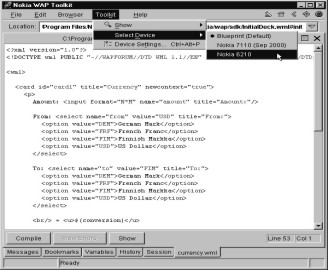 Nokia WAP Toolkit
File Edit Browser Toolkit Help
Location: Program Files\N
ia/wap/sdk/InitialDeck.wml#init
Show
Select Device
Device Settings... Ctrl+Alt+P
Blueprint (Default)
Nokia 7110 (Sep 2000)
Nokia 6210
C:\Program
<?xml version="1.0"?>
<!DOCTYPE wml PUBLIC "-//WAPFORUM//DTD WML 1.1//EN"
<wml>
<card id="card1" title="Currency" newcontext="true">
<p>
Amount: <input format="N*N" name="amount" title="Amount:"/>
From: <select name="from" value="USD" title="From:">
<option value="DEM">German Mark</option>
<option value="FRF">French Franc</option>
<option value="FIM">Finnish Markka</option>
<option value="USD">US Dollar</option>
</select>
To: <select name="to" value="FIM" title="To:">
<option value="DEM">German Mark</option>
<option value="FRF">French Franc</option>
<option value="FIM">Finnish Markka</option>
<option value="USD">US Dollar</option>
</select>
<br/> = <u>$(conversion)</u>
Compile Show Line 53 Col 1
Messages Bookmarks Variables History Session currency.wml
Ready